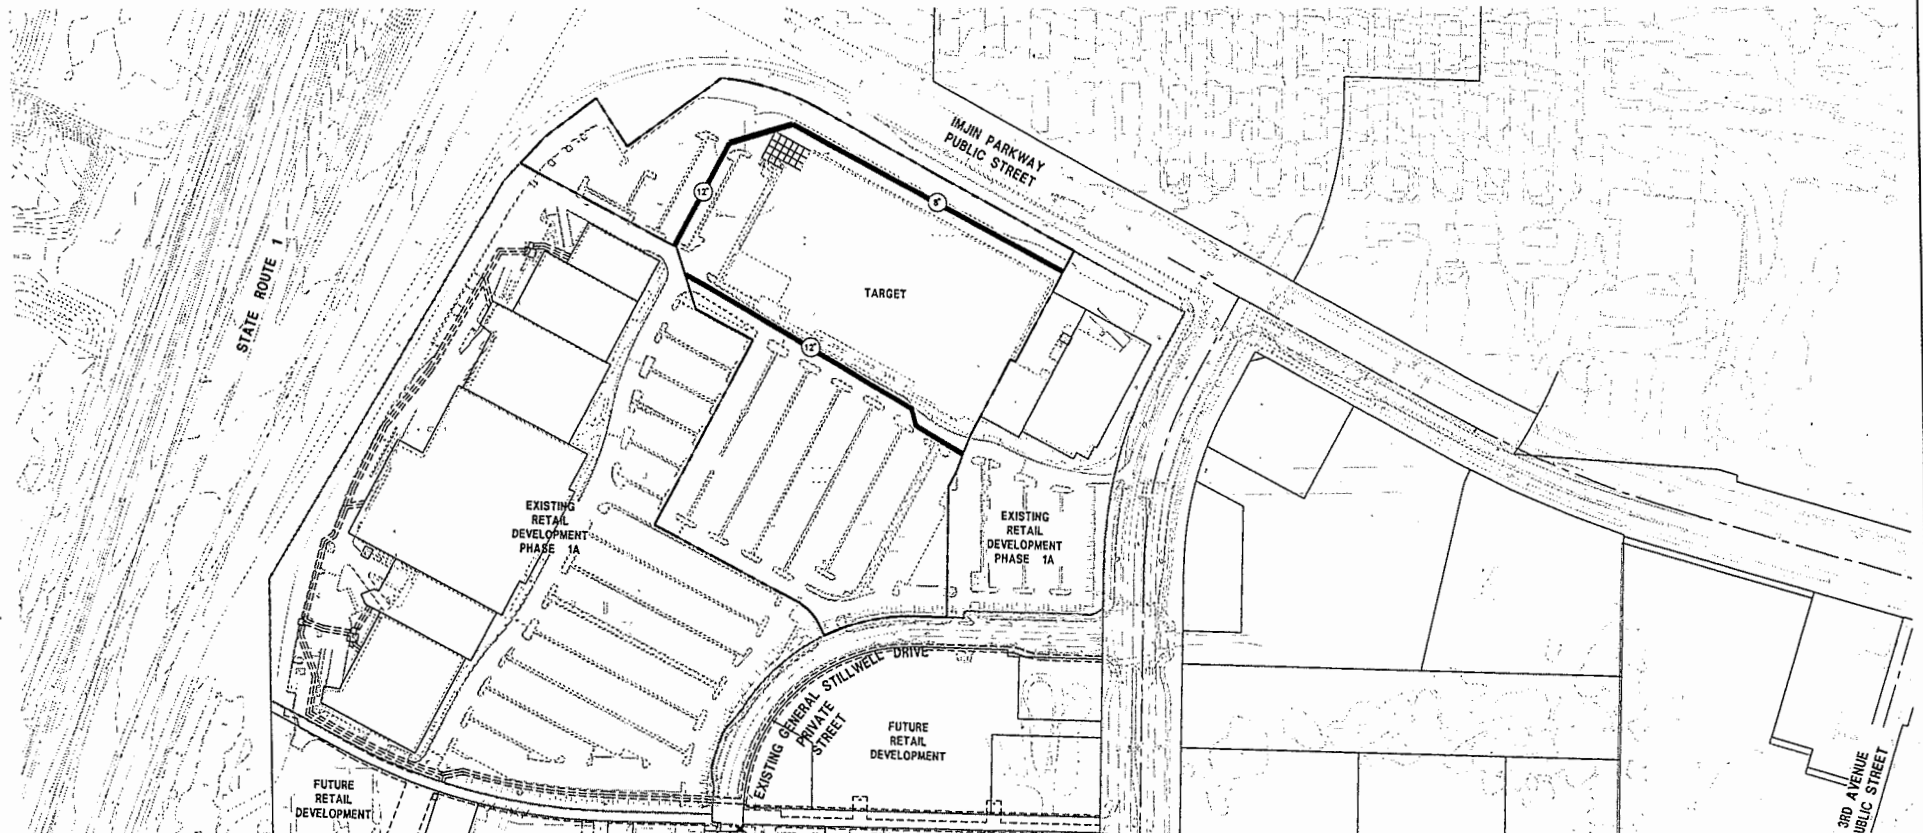 IMJIN PARKWAY
PUBLIC STREET
12"
STATE ROUTE 1
TARGET
12"
EXISTING
RETAIL
DEVELOPMENT
PHASE 1A
EXISTING
RETAIL
DEVELOPMENT
PHASE 1A
EXISTING GENERAL STILLWELL DRIVE
PRIVATE
STREET
FUTURE
RETAIL
DEVELOPMENT
FUTURE
RETAIL
DEVELOPMENT
3RD AVENUE
PUBLIC STREET